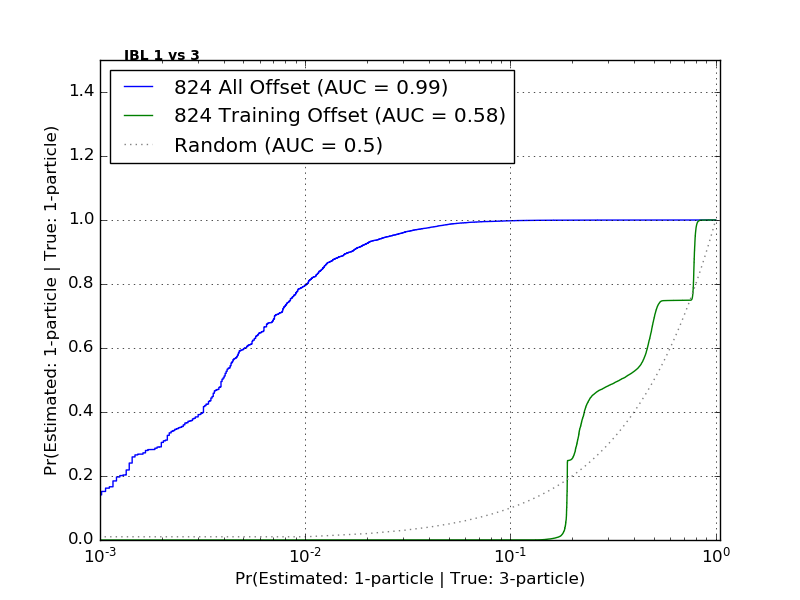 IBL 1 vs 3
824 All Offset (AUC = 0.99)
824 Training Offset (AUC = 0.58)
Random (AUC = 0.5)
Pr(Estimated: 1-particle | True: 1-particle)
1.4
1.2
1.0
0.8
0.6
0.4
0.2
0.0
10⁻³ 10⁻² 10⁻¹ 10⁰
Pr(Estimated: 1-particle | True: 3-particle)